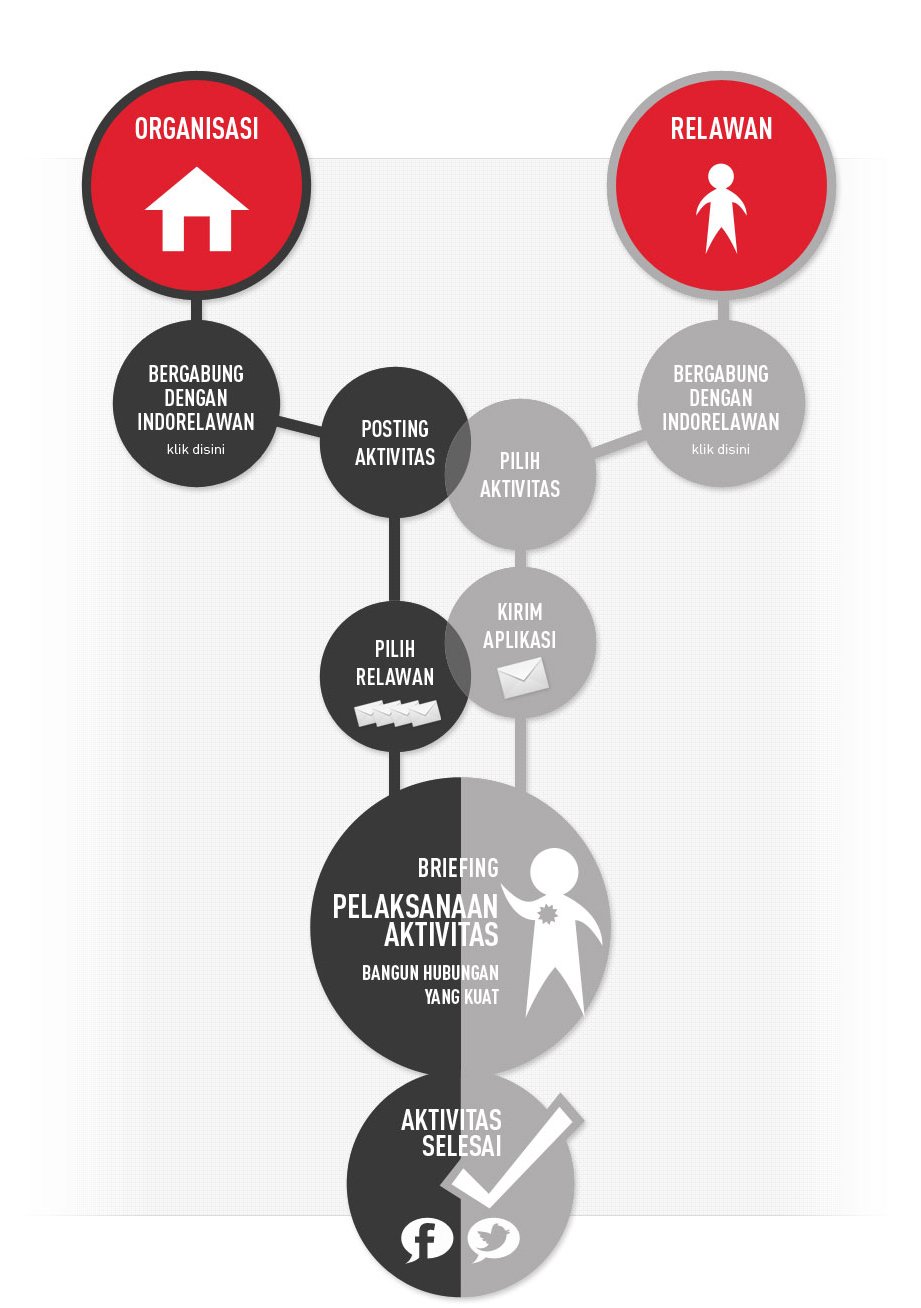 ORGANISASI
RELAWAN
BERGABUNG
DENGAN
INDORELAWAN
klik disini
POSTING
AKTIVITAS
PILIH
AKTIVITAS
BERGABUNG
DENGAN
INDORELAWAN
klik disini
PILIH
RELAWAN
KIRIM
APLIKASI
BRIEFING
PELAKSANAAN
AKTIVITAS
BANGUN HUBUNGAN
YANG KUAT
AKTIVITAS
SELESAI